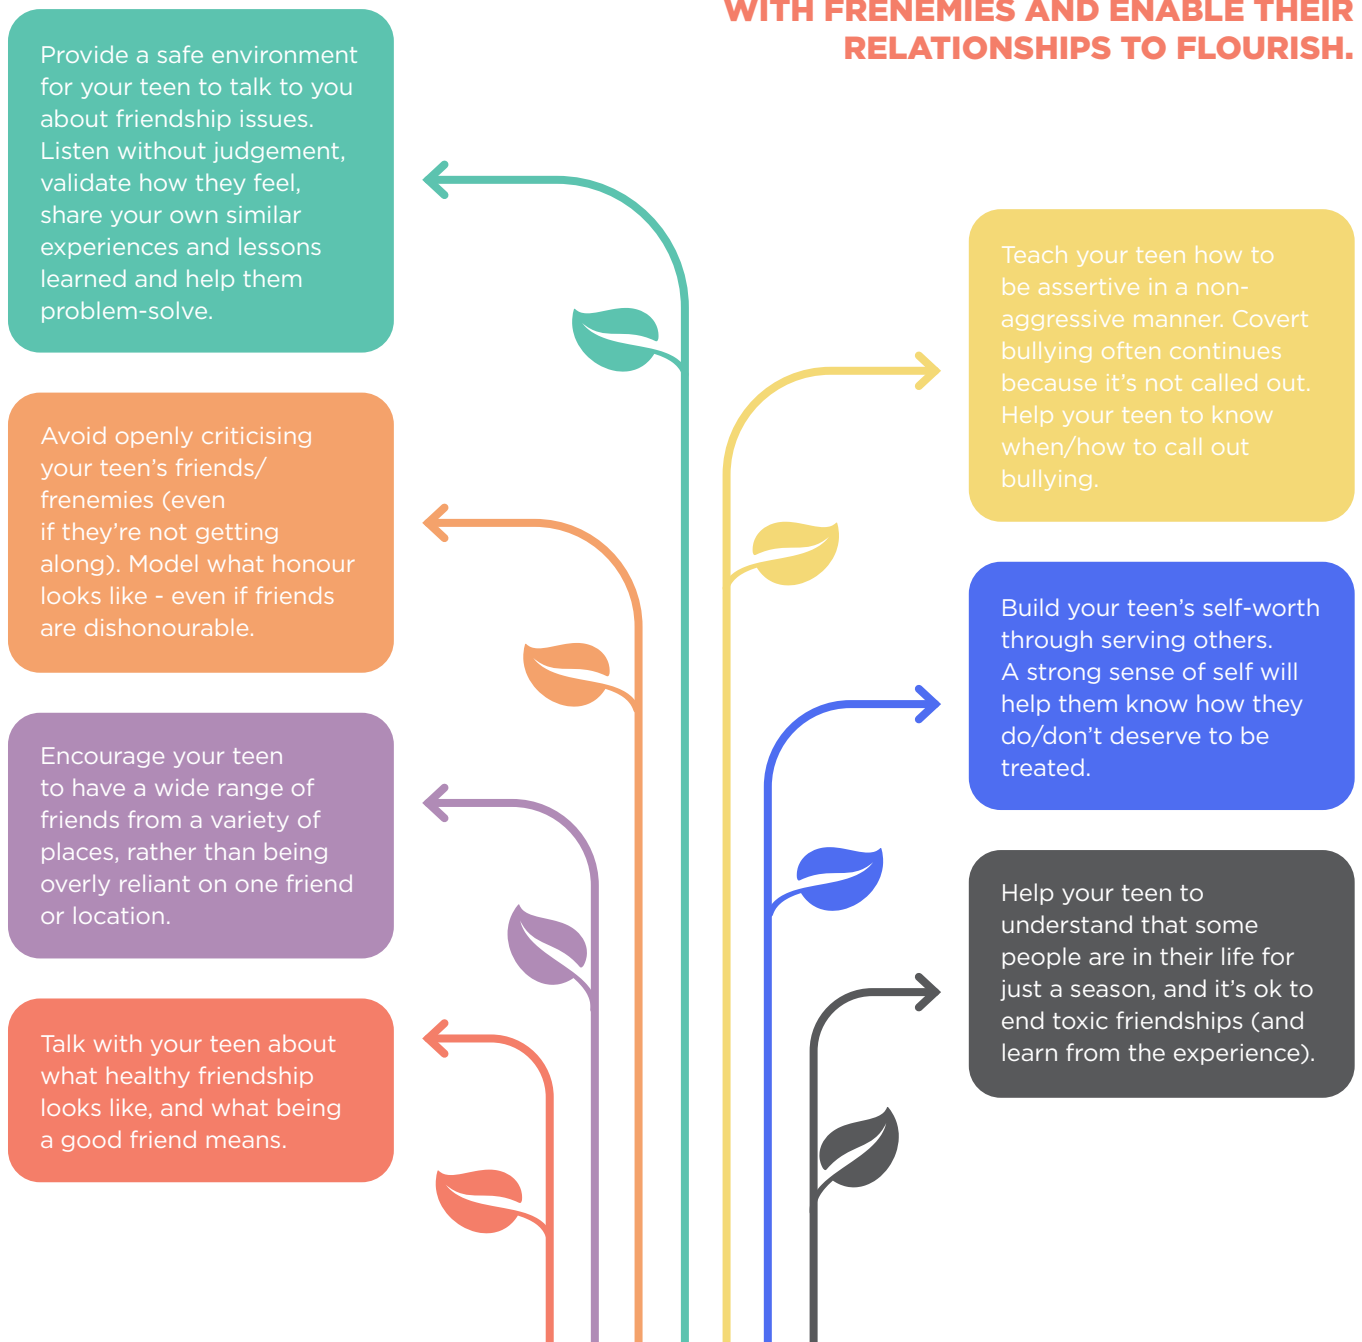 WITH FRENEMIES AND ENABLE THEIR
RELATIONSHIPS TO FLOURISH.
Provide a safe environment
for your teen to talk to you
about friendship issues.
Listen without judgement,
validate how they feel,
share your own similar
experiences and lessons
learned and help them
problem-solve.
Avoid openly criticising
your teen’s friends/
frenemies (even
if they’re not getting
along). Model what honour
looks like - even if friends
are dishonourable.
Encourage your teen
to have a wide range of
friends from a variety of
places, rather than being
overly reliant on one friend
or location.
Talk with your teen about
what healthy friendship
looks like, and what being
a good friend means.
Teach your teen how to
be assertive in a non-
aggressive manner. Covert
bullying often continues
because it’s not called out.
Help your teen to know
when/how to call out
bullying.
Build your teen’s self-worth
through serving others.
A strong sense of self will
help them know how they
do/don’t deserve to be
treated.
Help your teen to
understand that some
people are in their life for
just a season, and it’s ok to
end toxic friendships (and
learn from the experience).